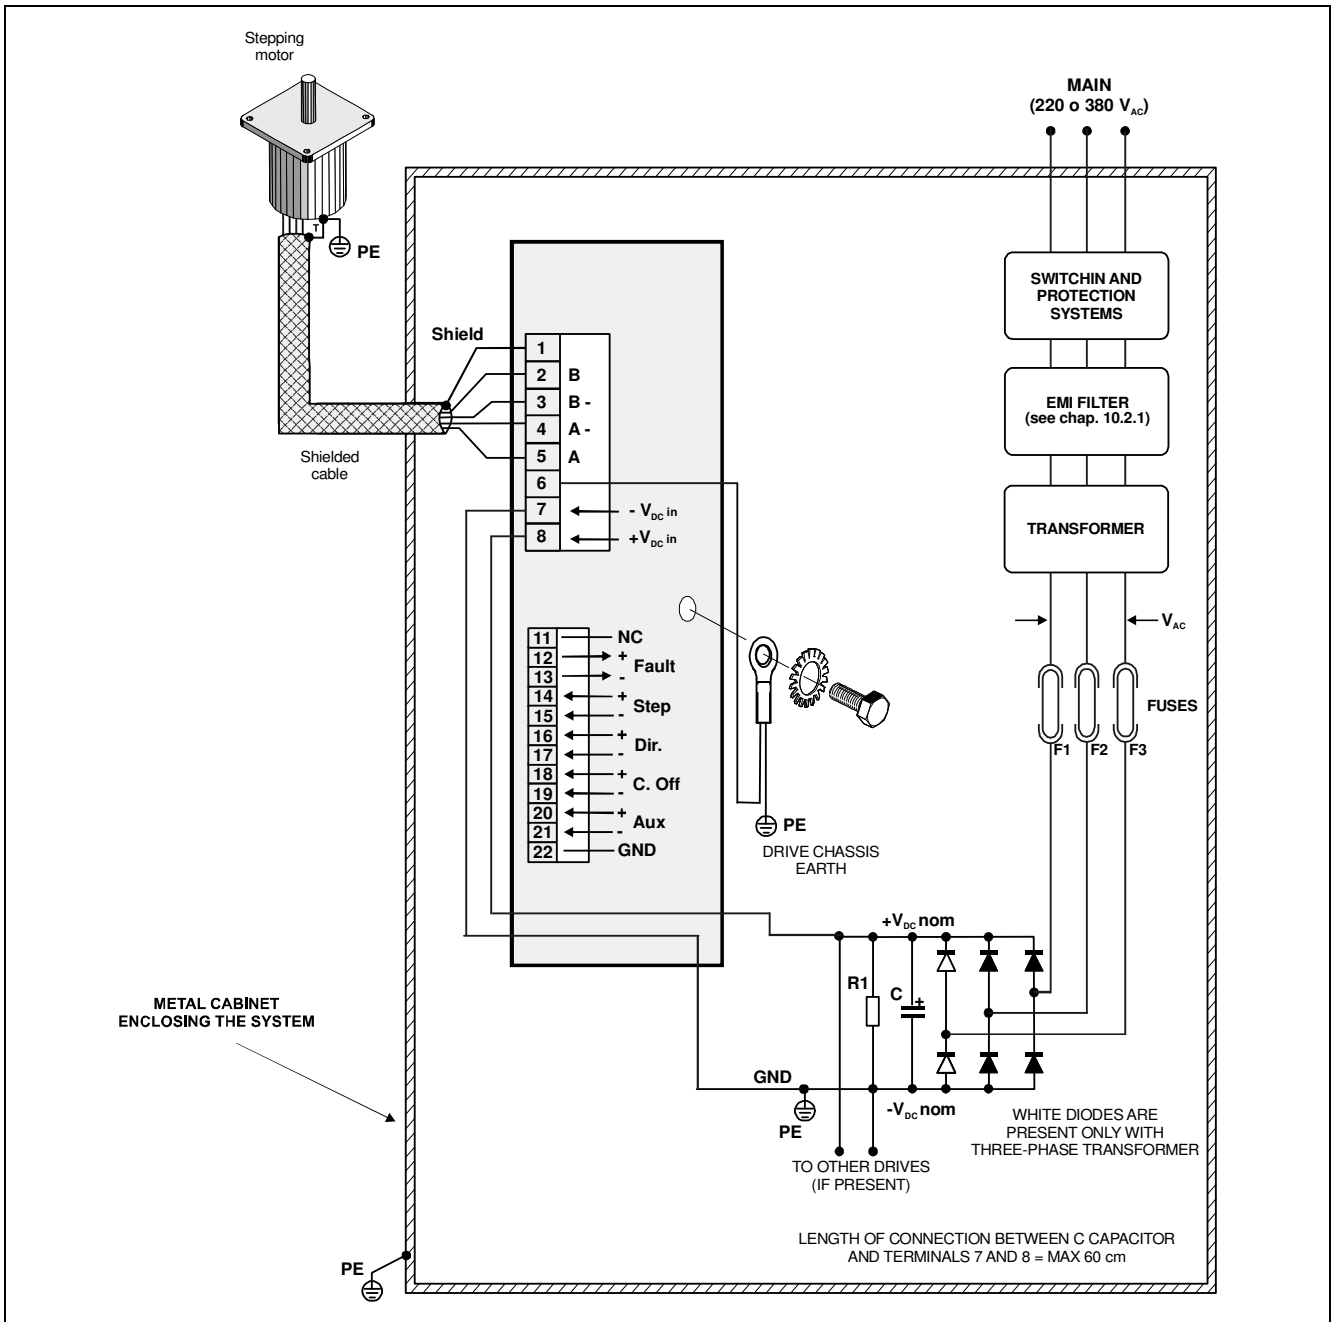 Stepping
motor
MAIN
(220 o 380 VAC)
T
PE
SWITCHIN AND
PROTECTION
SYSTEMS
Shield
1
2 B
3 B -
4 A -
5 A
6
7 - VDC in
8 +VDC in
EMI FILTER
(see chap. 10.2.1)
Shielded
cable
TRANSFORMER
VAC
FUSES
F1 F2 F3
11 NC
12 +
Fault
13 -
14 +
Step
15 -
16 +
Dir.
17 -
18 +
C. Off
19 -
20 +
Aux
21 -
22 GND
PE
DRIVE CHASSIS
EARTH
+VDC nom
R1
C
+
METAL CABINET
ENCLOSING THE SYSTEM
GND
PE
-VDC nom
WHITE DIODES ARE
PRESENT ONLY WITH
THREE-PHASE TRANSFORMER
TO OTHER DRIVES
(IF PRESENT)
LENGTH OF CONNECTION BETWEEN C CAPACITOR
AND TERMINALS 7 AND 8 = MAX 60 cm
PE